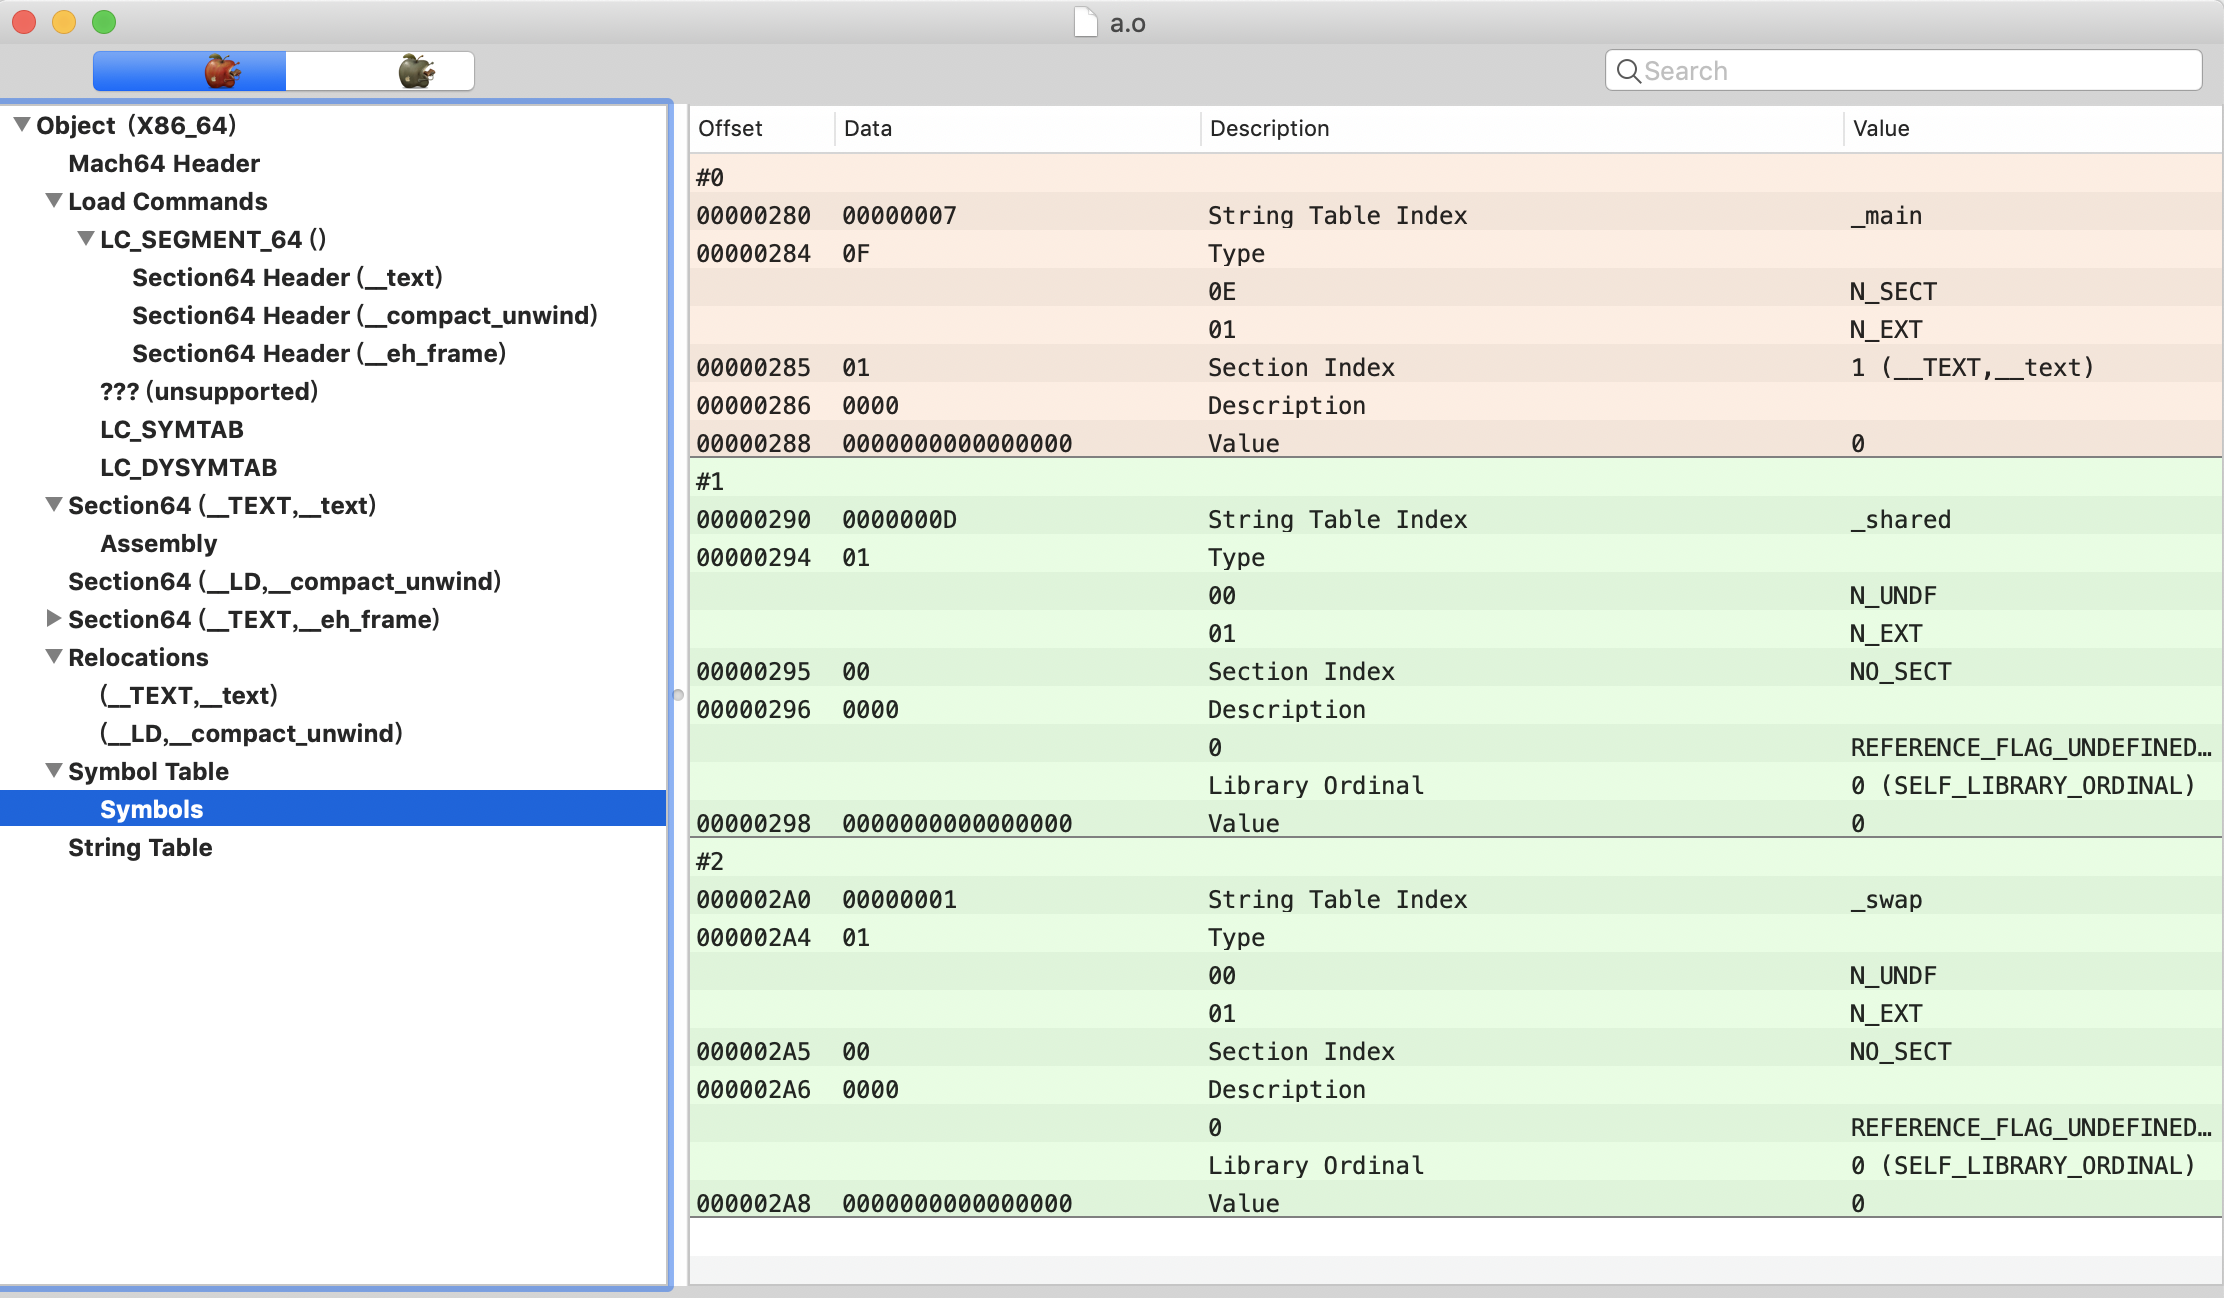 a.o
Search
Object (X86_64)
Mach64 Header
Load Commands
LC_SEGMENT_64 ()
Section64 Header (__text)
Section64 Header (__compact_unwind)
Section64 Header (__eh_frame)
??? (unsupported)
LC_SYMTAB
LC_DYSYMTAB
Section64 (__TEXT,__text)
Assembly
Section64 (__LD,__compact_unwind)
Section64 (__TEXT,__eh_frame)
Relocations
(__TEXT,__text)
(__LD,__compact_unwind)
Symbol Table
Symbols
String Table
Offset Data Description Value
#0
00000280 00000007 String Table Index _main
00000284 0F Type
0E N_SECT
01 N_EXT
00000285 01 Section Index 1 (__TEXT,__text)
00000286 0000 Description
00000288 0000000000000000 Value 0
#1
00000290 0000000D String Table Index _shared
00000294 01 Type
00 N_UNDF
01 N_EXT
00000295 00 Section Index NO_SECT
00000296 0000 Description
0 REFERENCE_FLAG_UNDEFINED…
Library Ordinal 0 (SELF_LIBRARY_ORDINAL)
00000298 0000000000000000 Value 0
#2
000002A0 00000001 String Table Index _swap
000002A4 01 Type
00 N_UNDF
01 N_EXT
000002A5 00 Section Index NO_SECT
000002A6 0000 Description
0 REFERENCE_FLAG_UNDEFINED…
Library Ordinal 0 (SELF_LIBRARY_ORDINAL)
000002A8 0000000000000000 Value 0